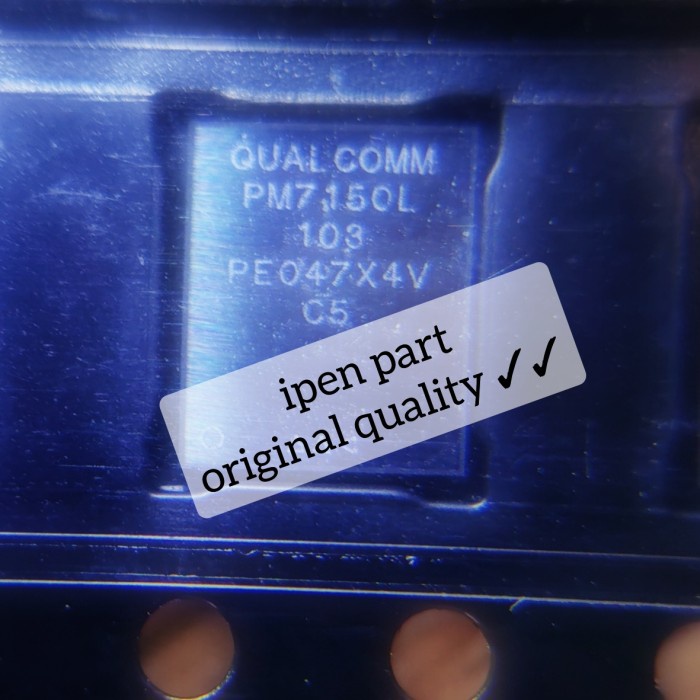 QUALCOMM
PM7150L
103
PE047X4V
C5
ipen part
original quality ✓✓